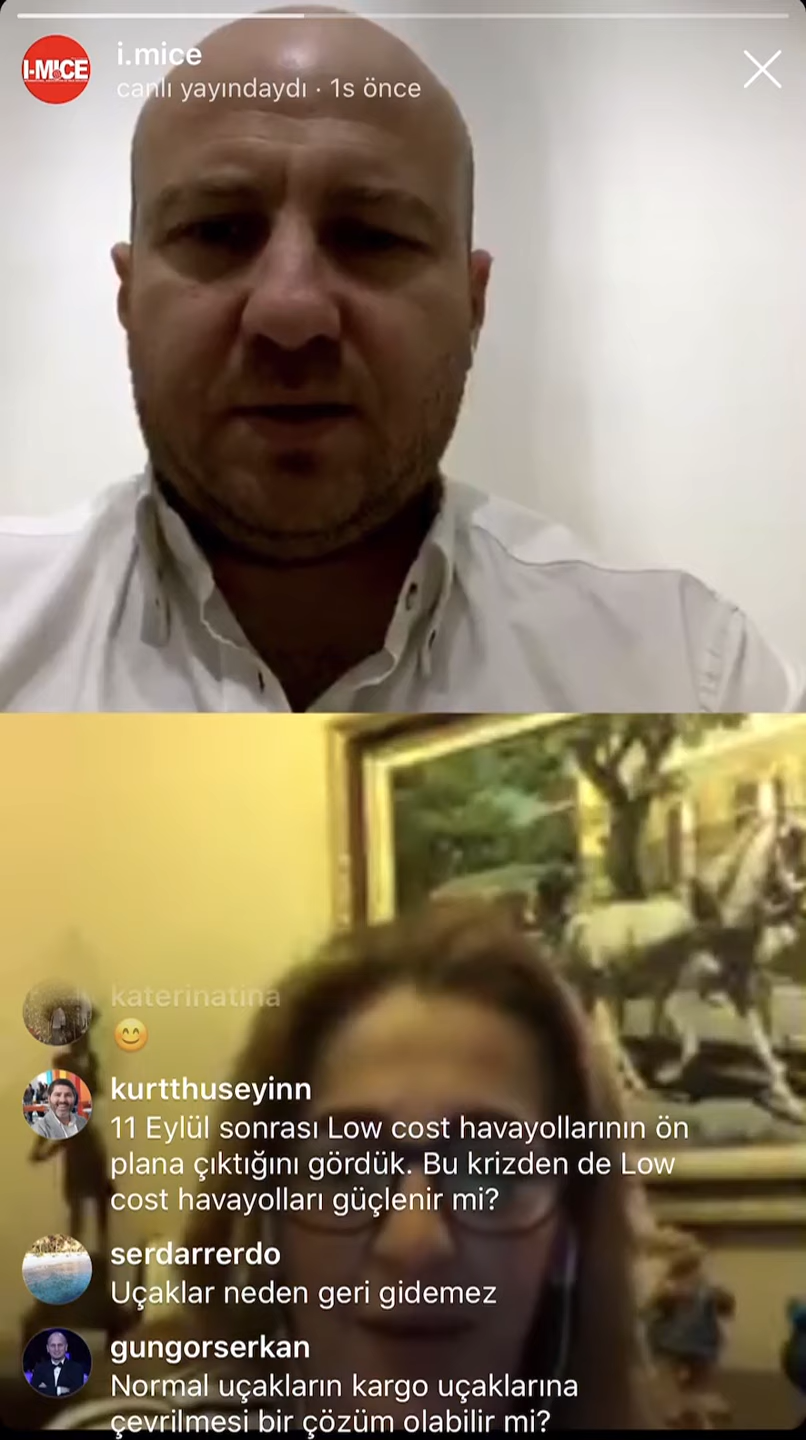 I-MICE
i.mice
canlı yayındaydı · 1s önce
katerinatina
😊
kurtthuseyinn
11 Eylül sonrası Low cost havayollarının ön
plana çıktığını gördük. Bu krizden de Low
cost havayolları güçlenir mi?
serdarrerdo
Uçaklar neden geri gidemez
gungorserkan
Normal uçakların kargo uçaklarına
çevrilmesi bir çözüm olabilir mi?